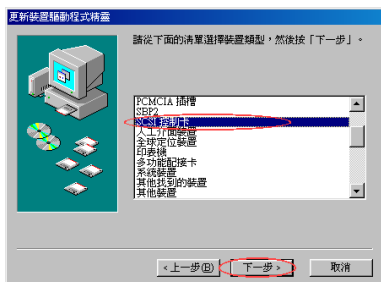 更新裝置驅動程式精靈
請從下面的清單選擇裝置類型，然後按「下一步」。
PCMCIA 插槽
SBP2
SCSI 控制卡
人工介面裝置
全球定位裝置
印表機
多功能配接卡
系統裝置
其他找到的裝置
其他裝置
<上一步(B)
下一步>
取消